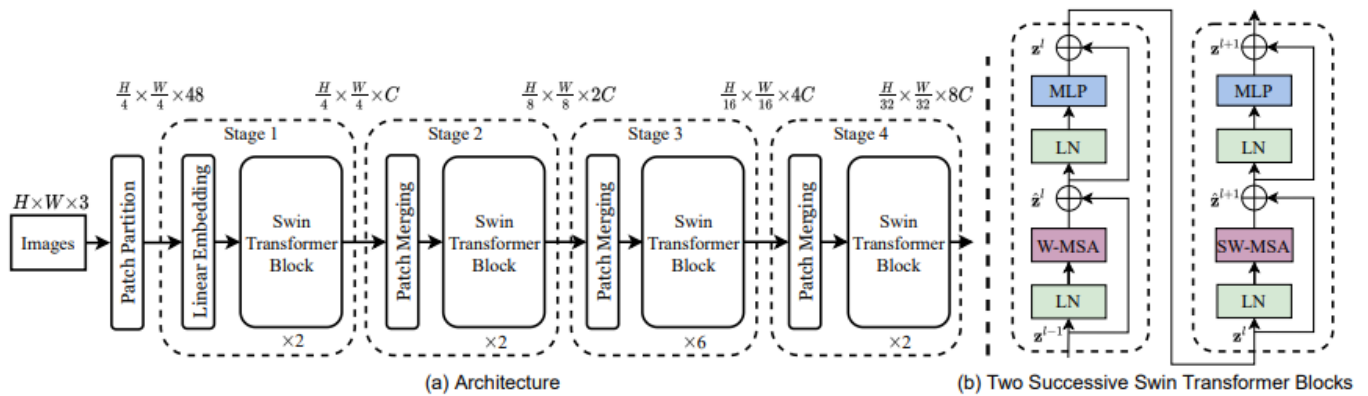 H/4 × W/4 × 48
H/4 × W/4 × C
H/8 × W/8 × 2C
H/16 × W/16 × 4C
H/32 × W/32 × 8C
Stage 1
Stage 2
Stage 3
Stage 4
H×W×3
Images
Patch Partition
Linear Embedding
Swin
Transformer
Block
×2
Patch Merging
Swin
Transformer
Block
×2
Patch Merging
Swin
Transformer
Block
×6
Patch Merging
Swin
Transformer
Block
×2
(a) Architecture
z^l
MLP
LN
ẑ^l
W-MSA
LN
z^{l-1}
z^{l+1}
MLP
LN
ẑ^{l+1}
SW-MSA
LN
z^l
(b) Two Successive Swin Transformer Blocks